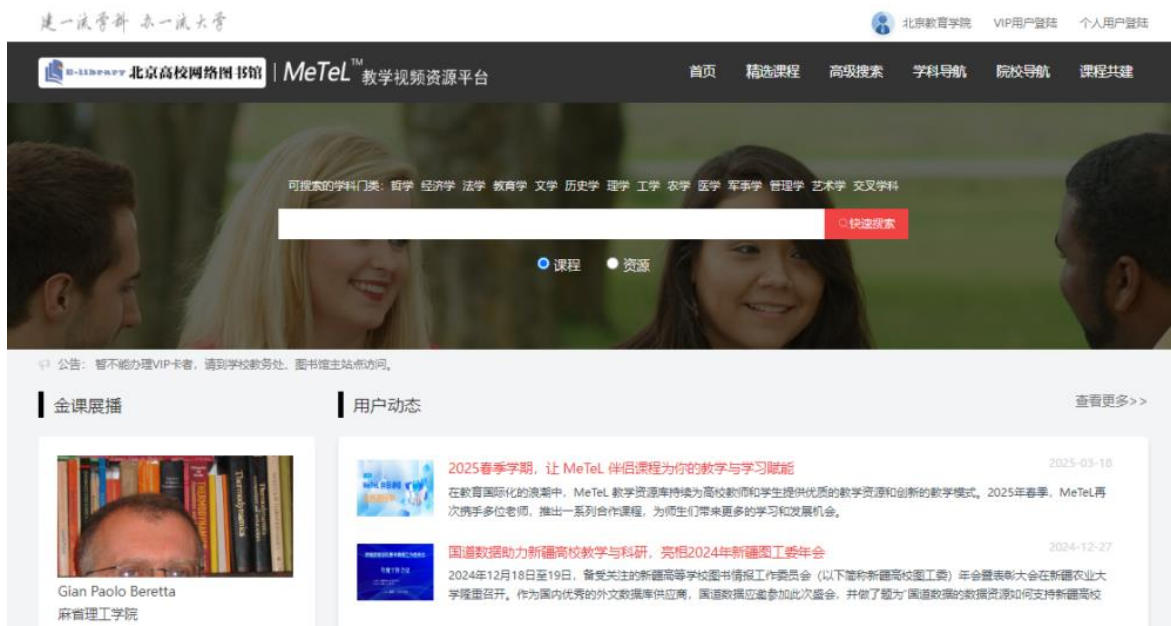 建一流学科 办一流大学
北京教育学院 VIP用户登陆 个人用户登陆
E-library 北京高校网络图书馆 | MeTeL™教学视频资源平台
首页 精选课程 高级搜索 学科导航 院校导航 课程共建
可搜索的学科门类: 哲学 经济学 法学 教育学 文学 历史学 理学 工学 农学 医学 军事学 管理学 艺术学 交叉学科
快速搜索
课程 资源
公告: 暂不能办理VIP卡者, 请到学校教务处、图书馆主站点访问。
金课展播
用户动态
查看更多>>
Thermodynamics
Gian Paolo Beretta
麻省理工学院
2025春季学期, 让 MeTeL 伴侣课程为你的教学与学习赋能
2025-03-18
在教育国际化的浪潮中, MeTeL 教学资源库持续为高校教师和学生提供优质的教学资源和创新的教学模式。2025年春季, MeTeL再
次携手多位老师, 推出一系列合作课程, 为师生们带来更多的学习和发展机会。
国道数据助力新疆高校教学与科研, 亮相2024年新疆图工委年会
2024-12-27
2024年12月18日至19日, 备受关注的新疆高等学校图书情报工作委员会 (以下简称新疆高校图工委) 年会暨表彰大会在新疆农业大
学隆重召开。作为国内优秀的外文数据库供应商, 国道数据应邀参加此次盛会, 并做了题为“国道数据的数据资源如何支持新疆高校